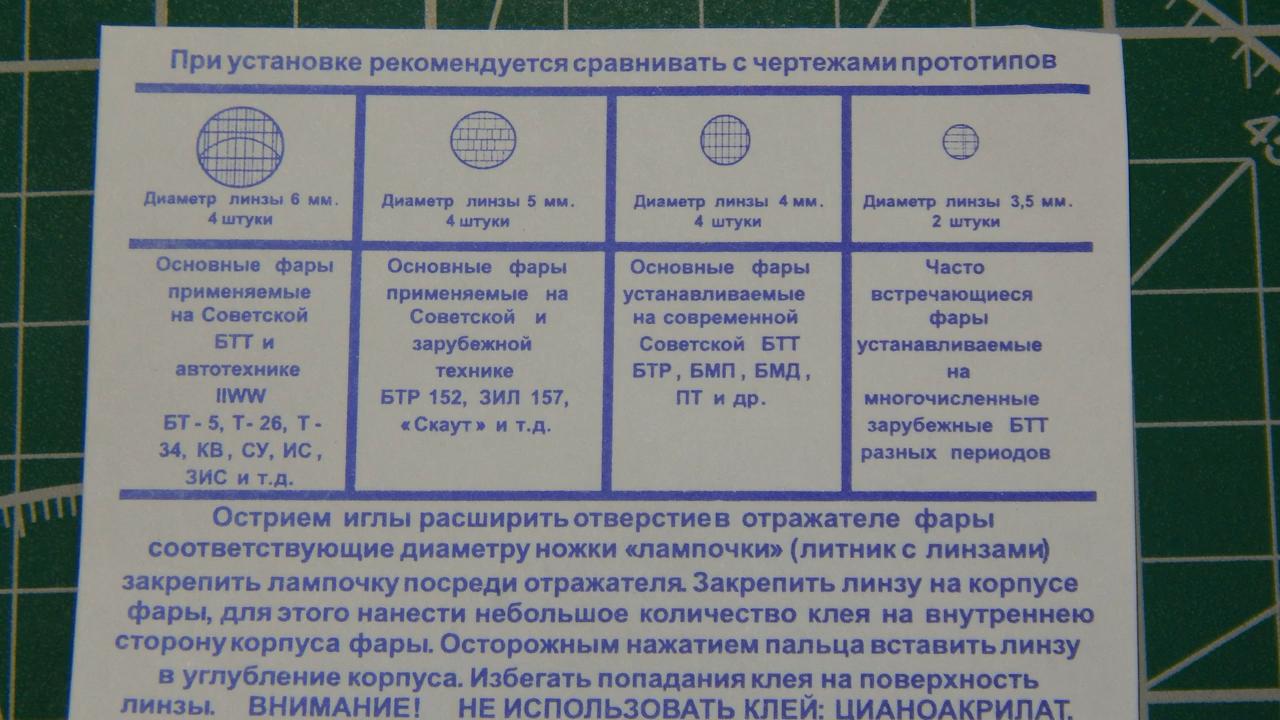 При установке рекомендуется сравнивать с чертежами прототипов
Диаметр линзы 6 мм.
4 штуки
Диаметр линзы 5 мм.
4 штуки
Диаметр линзы 4 мм.
4 штуки
Диаметр линзы 3,5 мм.
2 штуки
Основные фары
применяемые
на Советской
БТТ и
автотехнике
IIWW
БТ - 5, Т - 26, Т -
34, КВ, СУ, ИС,
ЗИС и т.д.
Основные фары
применяемые на
Советской и
зарубежной
технике
БТР 152, ЗИЛ 157,
«Скаут» и т.д.
Основные фары
устанавливаемые
на современной
Советской БТТ
БТР, БМП, БМД,
ПТ и др.
Часто
встречающиеся
фары
устанавливаемые
на
многочисленные
зарубежные БТТ
разных периодов
Острием иглы расширить отверстие в отражателе фары
соответствующие диаметру ножки «лампочки» (литник с линзами)
закрепить лампочку посреди отражателя. Закрепить линзу на корпусе
фары, для этого нанести небольшое количество клея на внутреннею
сторону корпуса фары. Осторожным нажатием пальца вставить линзу
в углубление корпуса. Избегать попадания клея на поверхность
линзы. ВНИМАНИЕ! НЕ ИСПОЛЬЗОВАТЬ КЛЕЙ: ЦИАНОАКРИЛАТ,
45